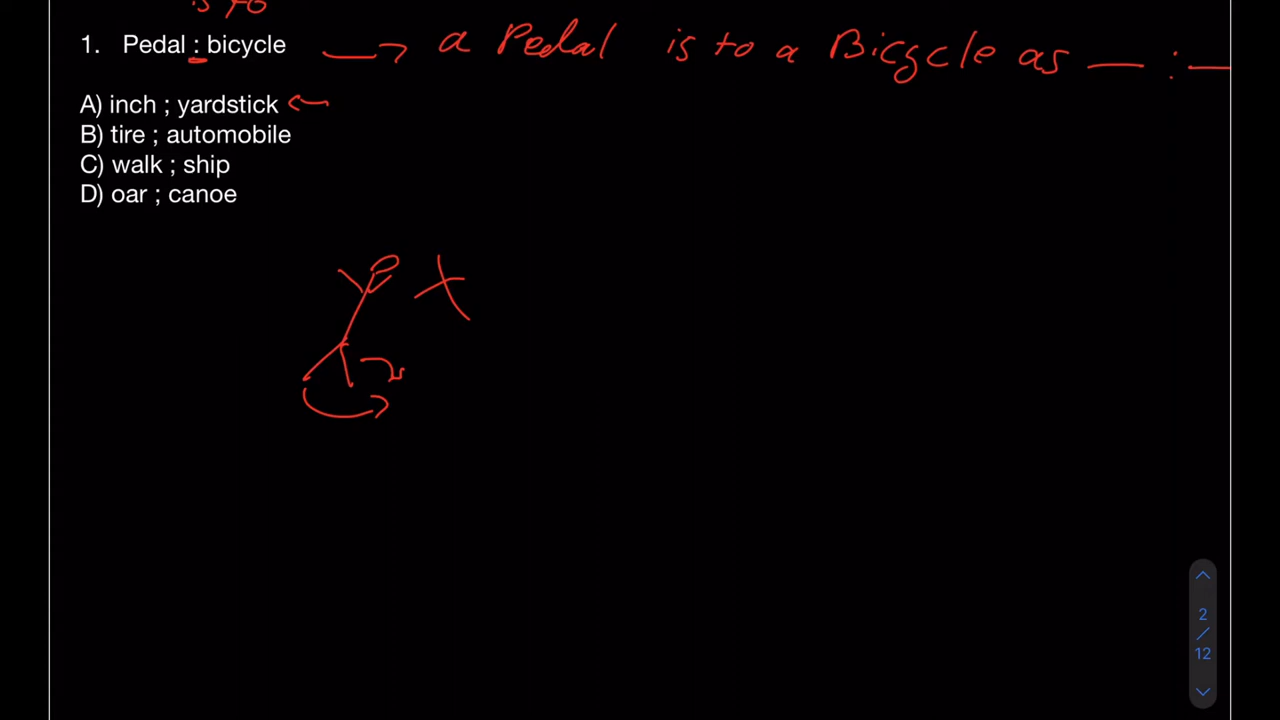 is to
1. Pedal : bicycle → a Pedal is to a Bicycle as — : —
A) inch ; yardstick ←
B) tire ; automobile
C) walk ; ship
D) oar ; canoe
2
/
12